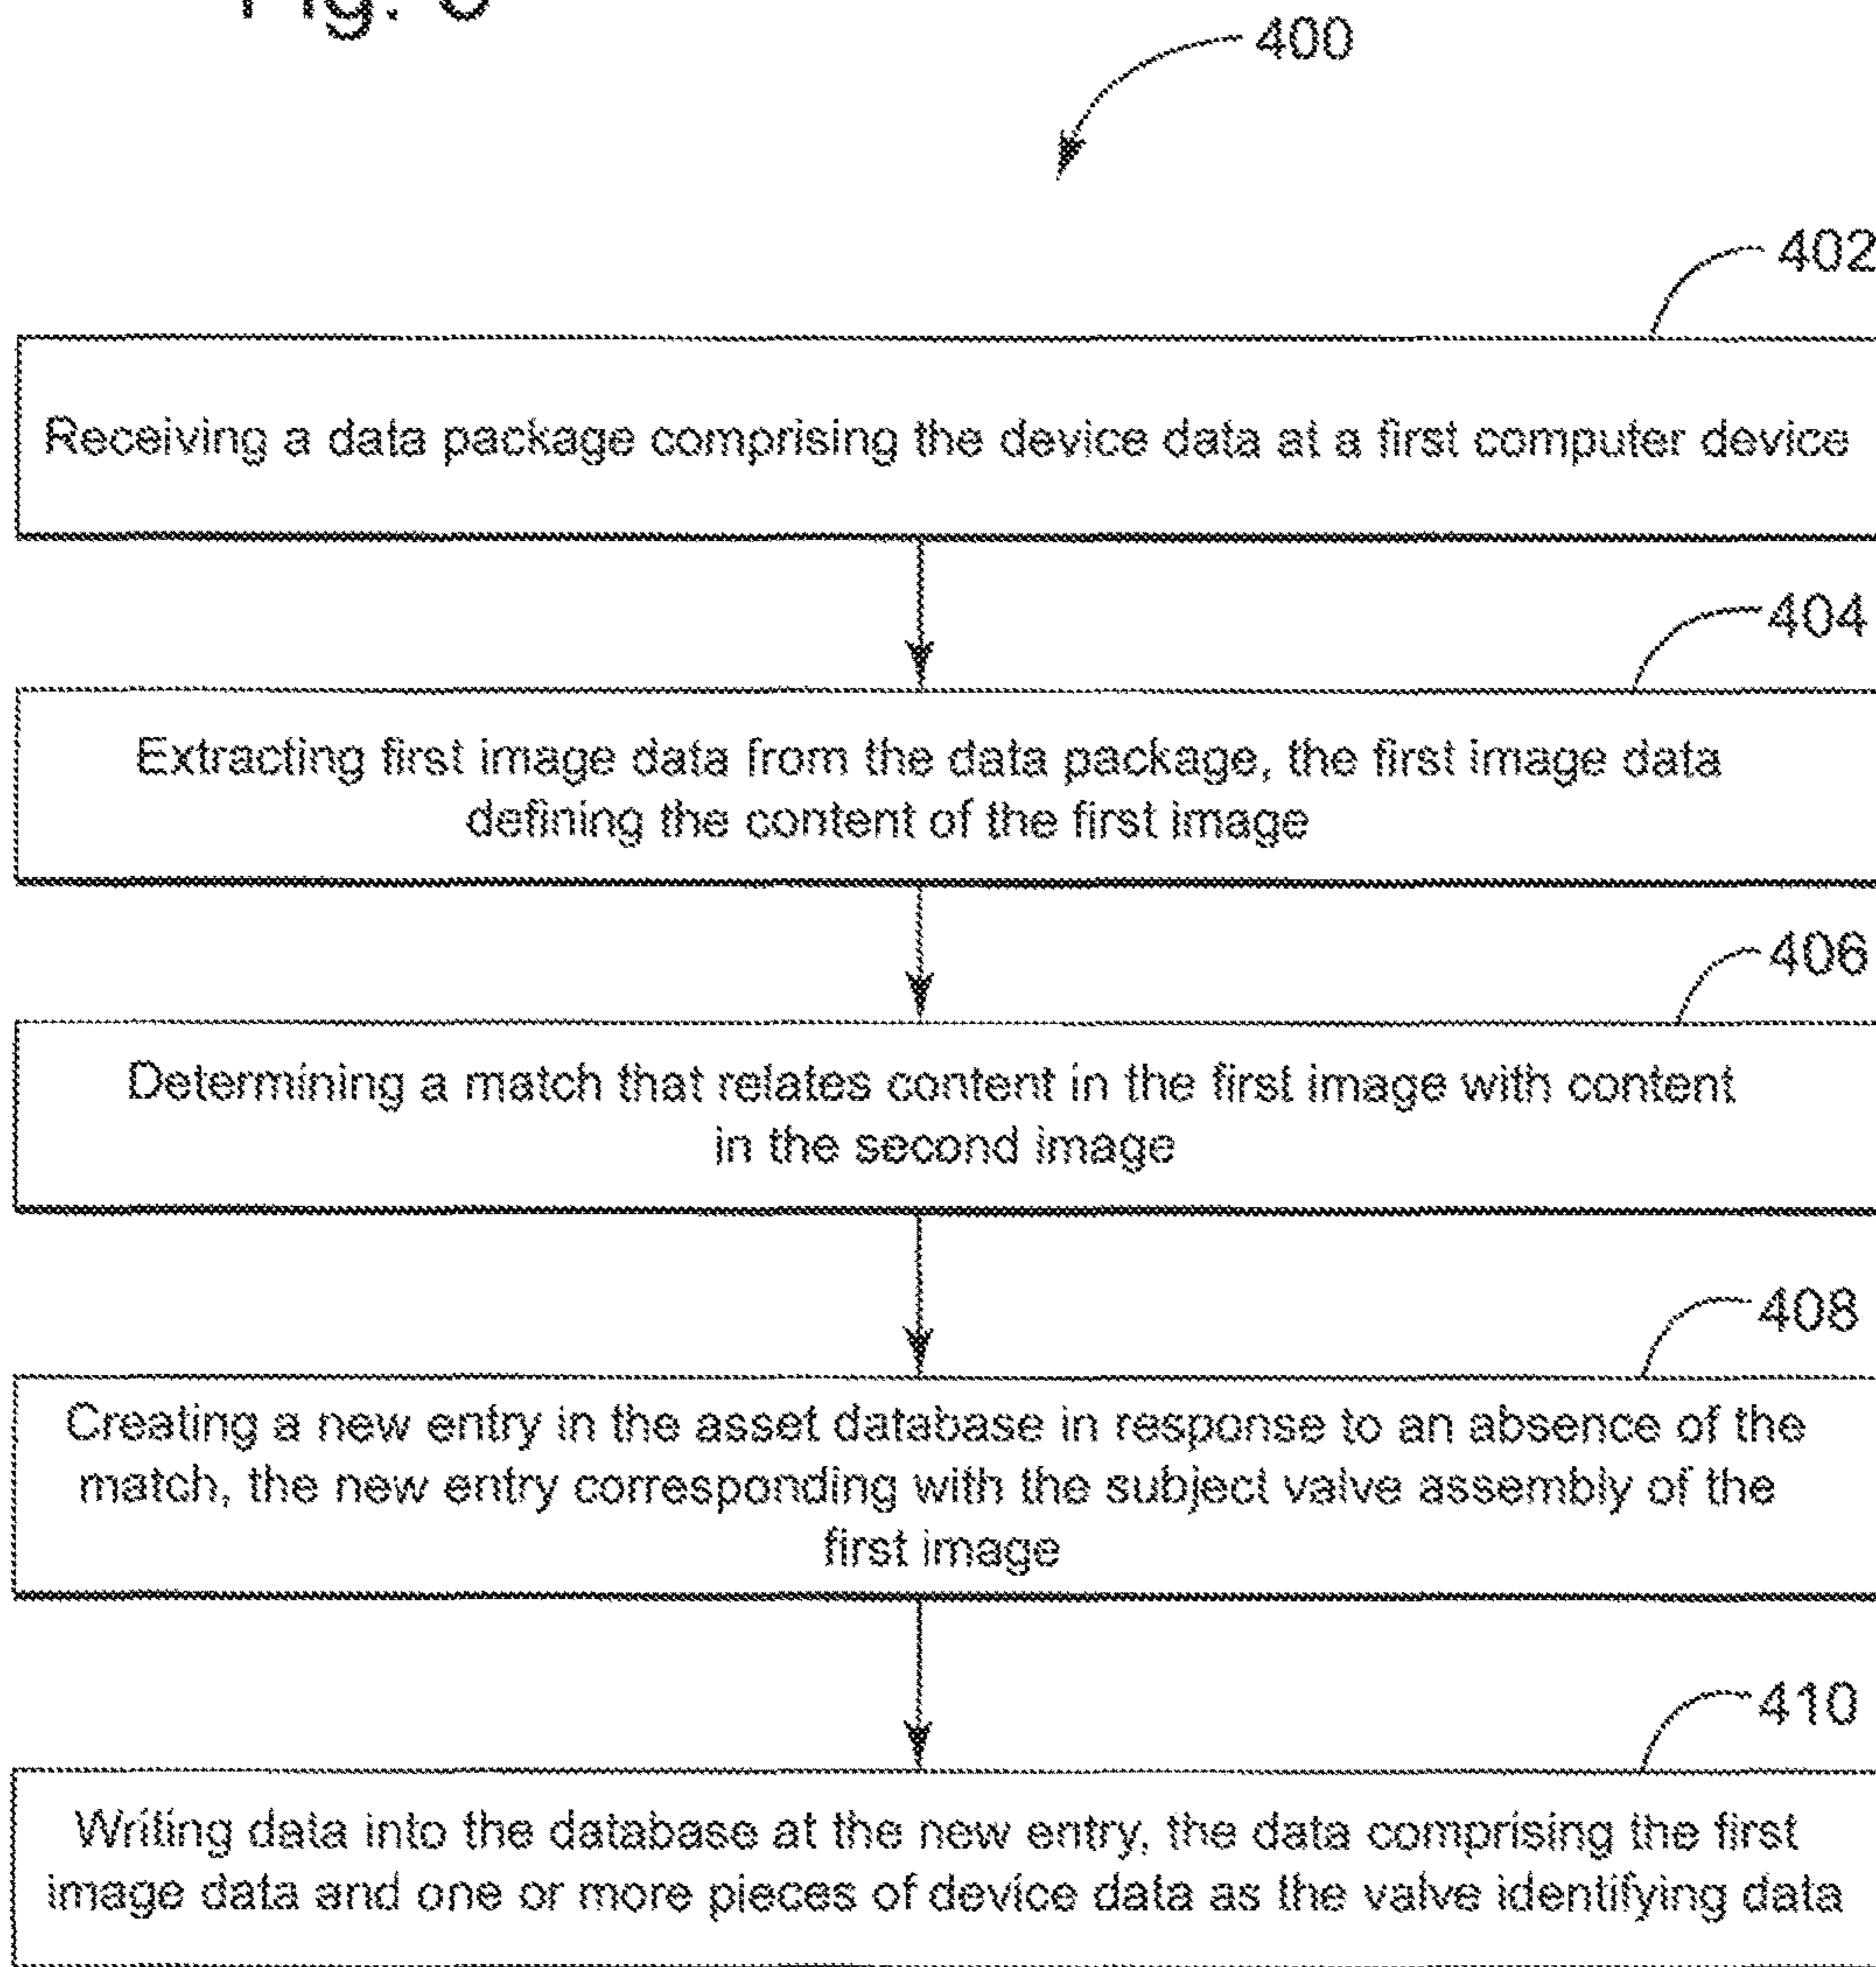 400
402
Receiving a data package comprising the device data at a first computer device
404
Extracting first image data from the data package, the first image data
defining the content of the first image
406
Determining a match that relates content in the first image with content
in the second image
408
Creating a new entry in the asset database in response to an absence of the
match, the new entry corresponding with the subject valve assembly of the
first image
410
Writing data into the database at the new entry, the data comprising the first
image data and one or more pieces of device data as the valve identifying data